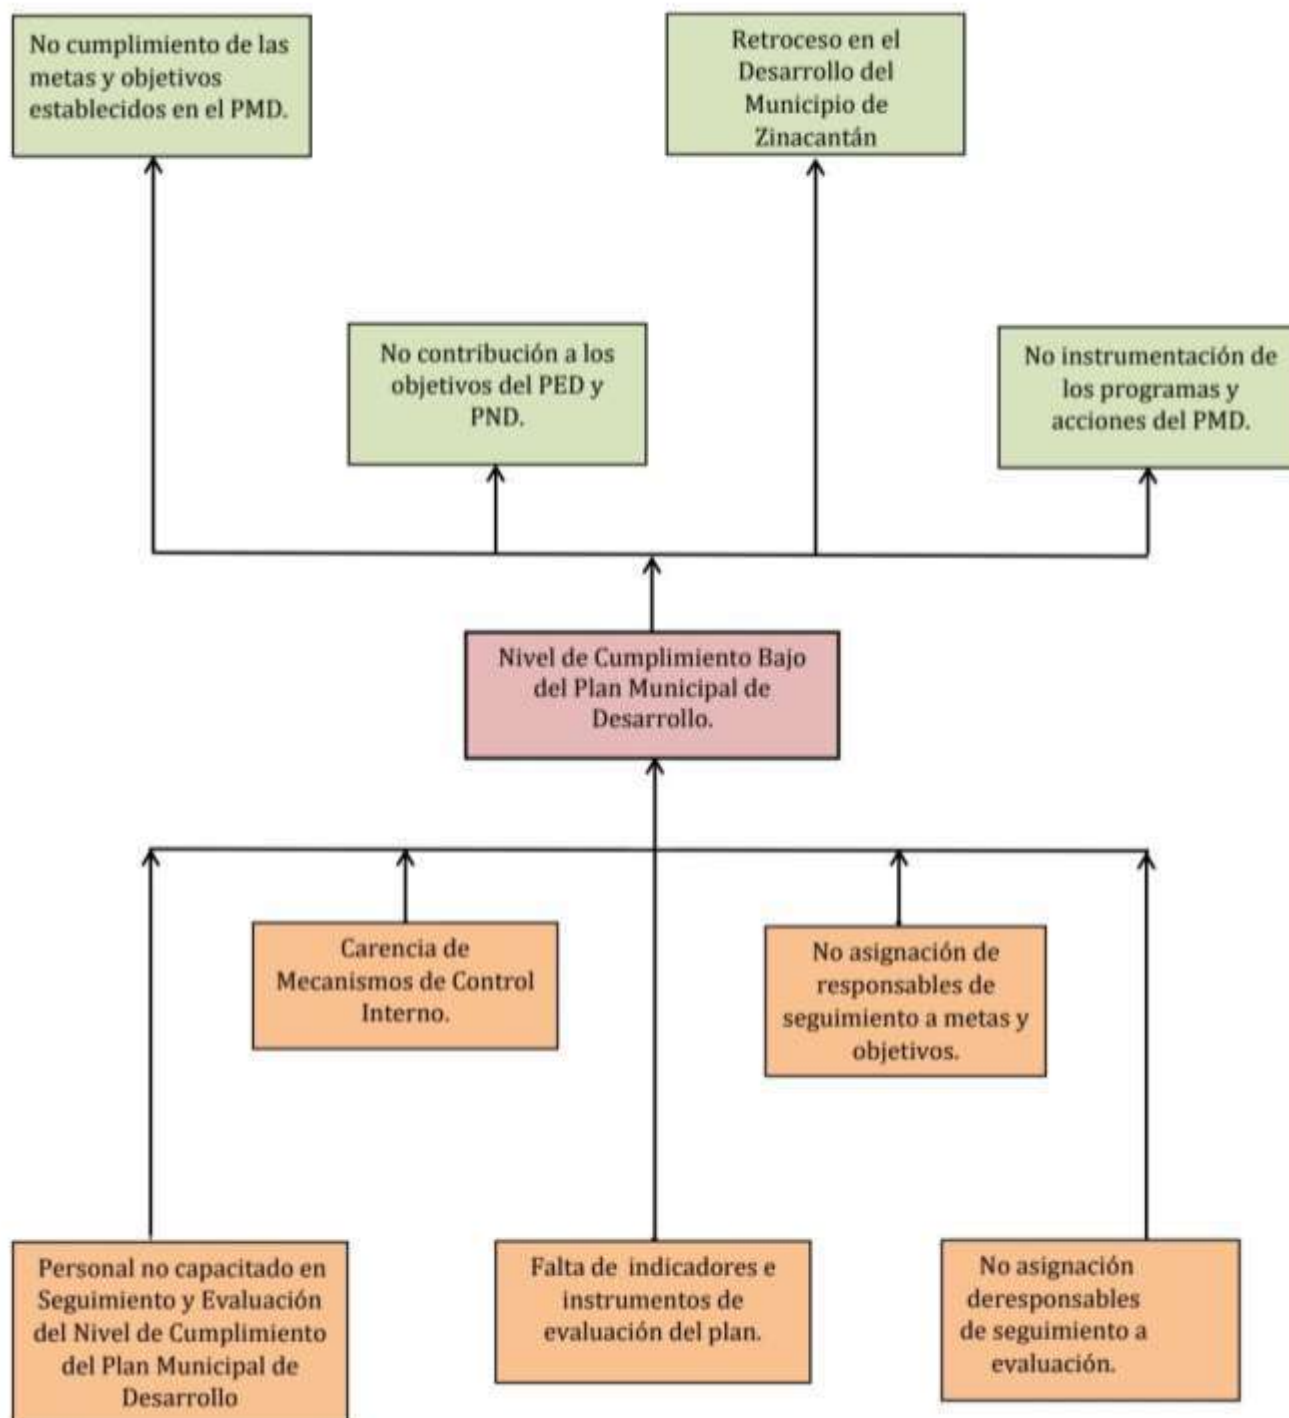 No cumplimiento de las
metas y objetivos
establecidos en el PMD.
Retroceso en el
Desarrollo del
Municipio de
Zinacantán
No contribución a los
objetivos del PED y
PND.
No instrumentación de
los programas y
acciones del PMD.
Nivel de Cumplimiento Bajo
del Plan Municipal de
Desarrollo.
Carencia de
Mecanismos de Control
Interno.
No asignación de
responsables de
seguimiento a metas y
objetivos.
Personal no capacitado en
Seguimiento y Evaluación
del Nivel de Cumplimiento
del Plan Municipal de
Desarrollo
Falta de indicadores e
instrumentos de
evaluación del plan.
No asignación
deresponsables
de seguimiento a
evaluación.